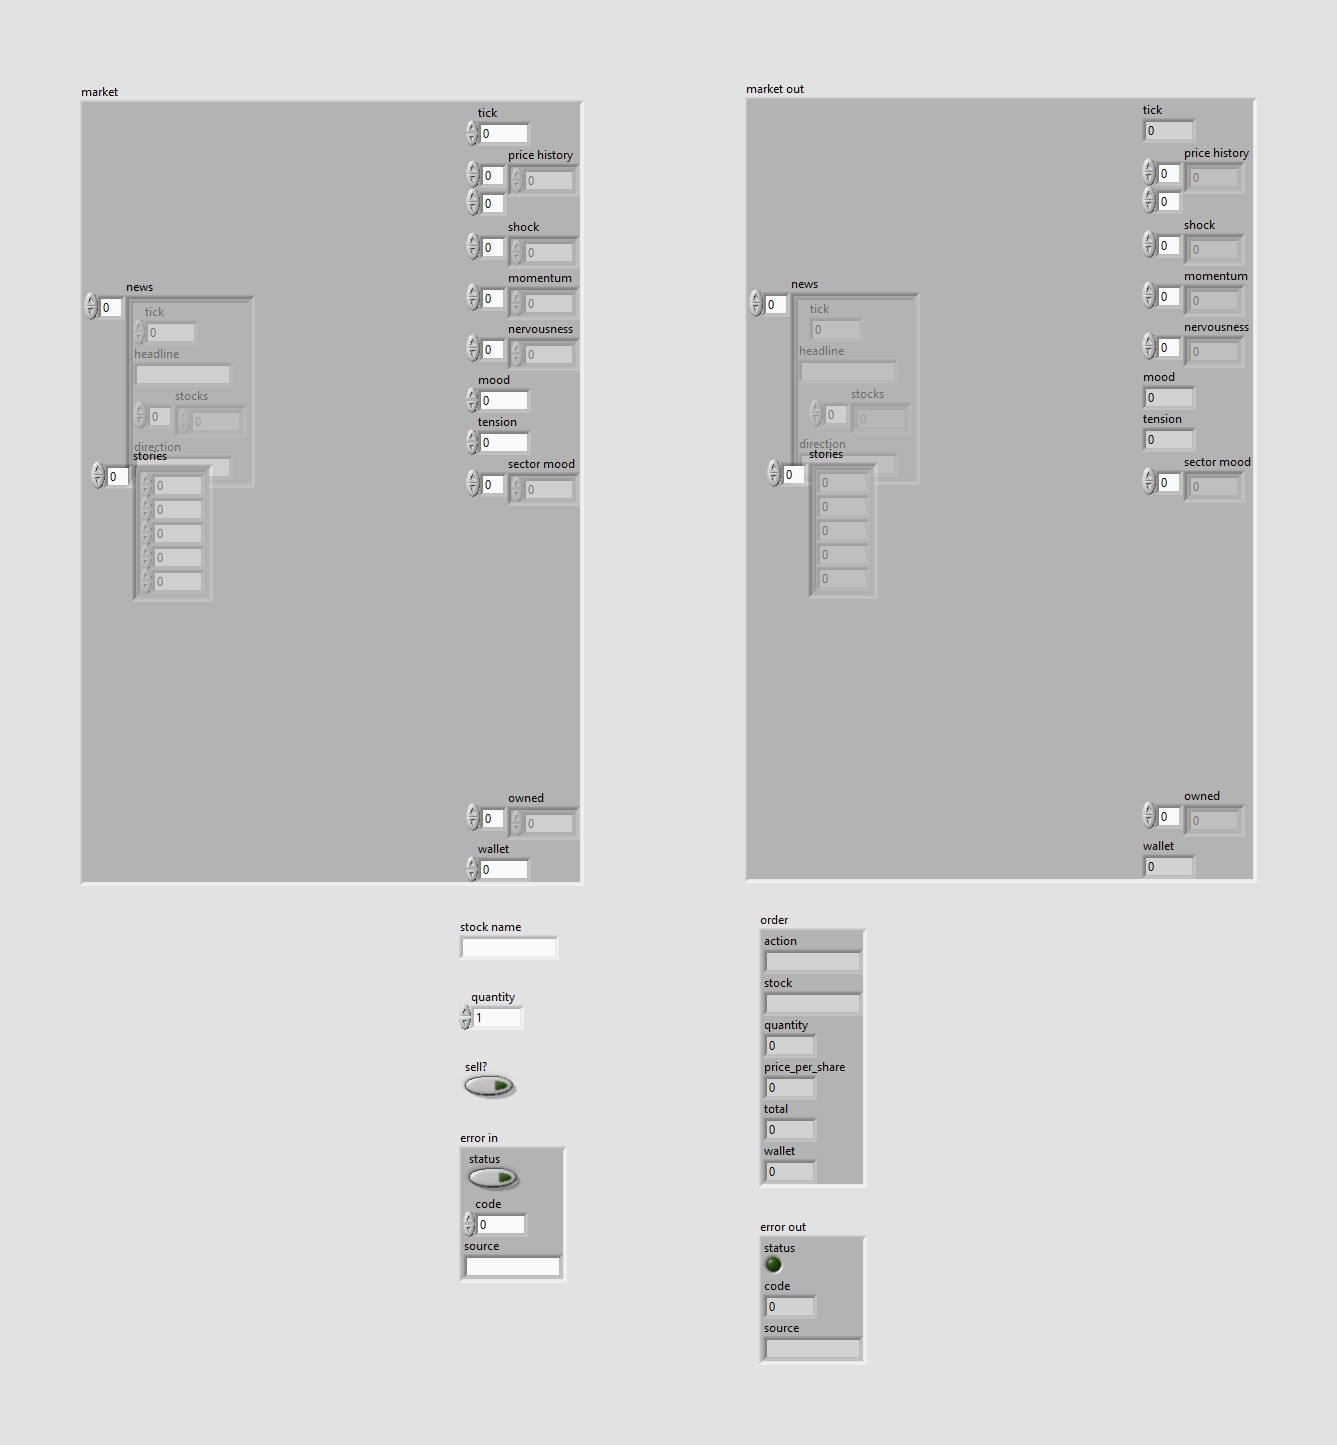 market
tick
0
price history
0
0
0
shock
0
0
momentum
0
0
nervousness
0
0
mood
0
tension
0
sector mood
0
0
news
0
tick
0
headline
stocks
0
0
direction
stories
0
0
0
0
0
0
owned
0
0
wallet
0
market out
tick
0
price history
0
0
0
shock
0
0
momentum
0
0
nervousness
0
0
mood
0
tension
0
sector mood
0
0
news
0
tick
0
headline
stocks
0
0
direction
stories
0
0
0
0
0
0
owned
0
0
wallet
0
stock name
quantity
1
sell?
error in
status
code
0
source
order
action
stock
quantity
0
price_per_share
0
total
0
wallet
0
error out
status
code
0
source